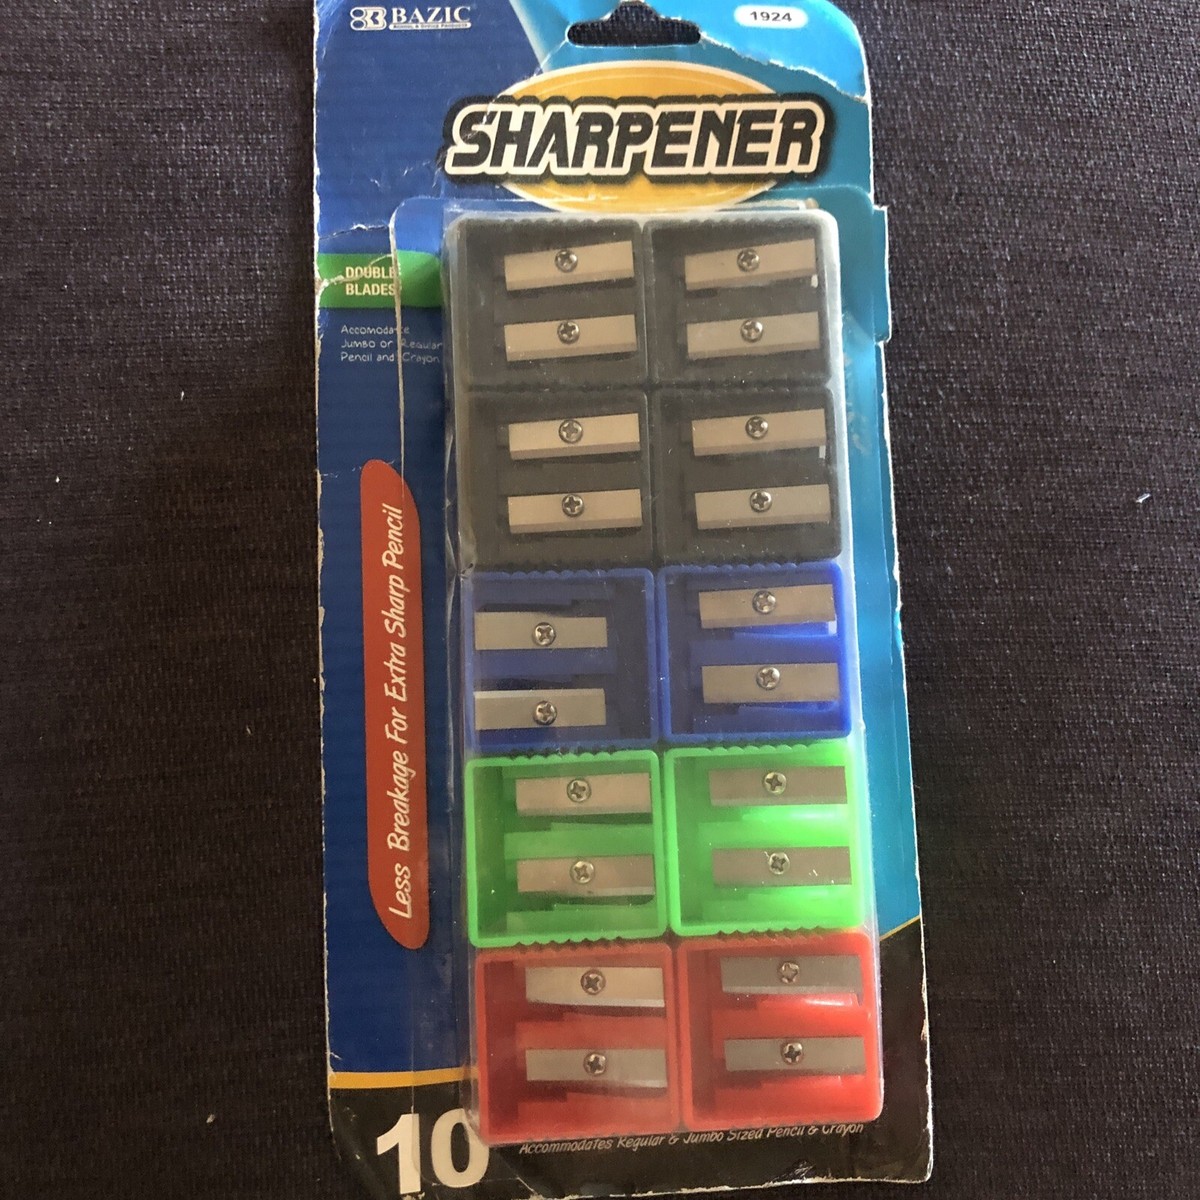 BAZIC
1924
SHARPENER
DOUBLE
BLADES
Accomodate
Jumbo or Regular
Pencil and Crayon
Less Breakage For Extra Sharp Pencil
10
Accommodates Regular & Jumbo Sized Pencil & Crayon